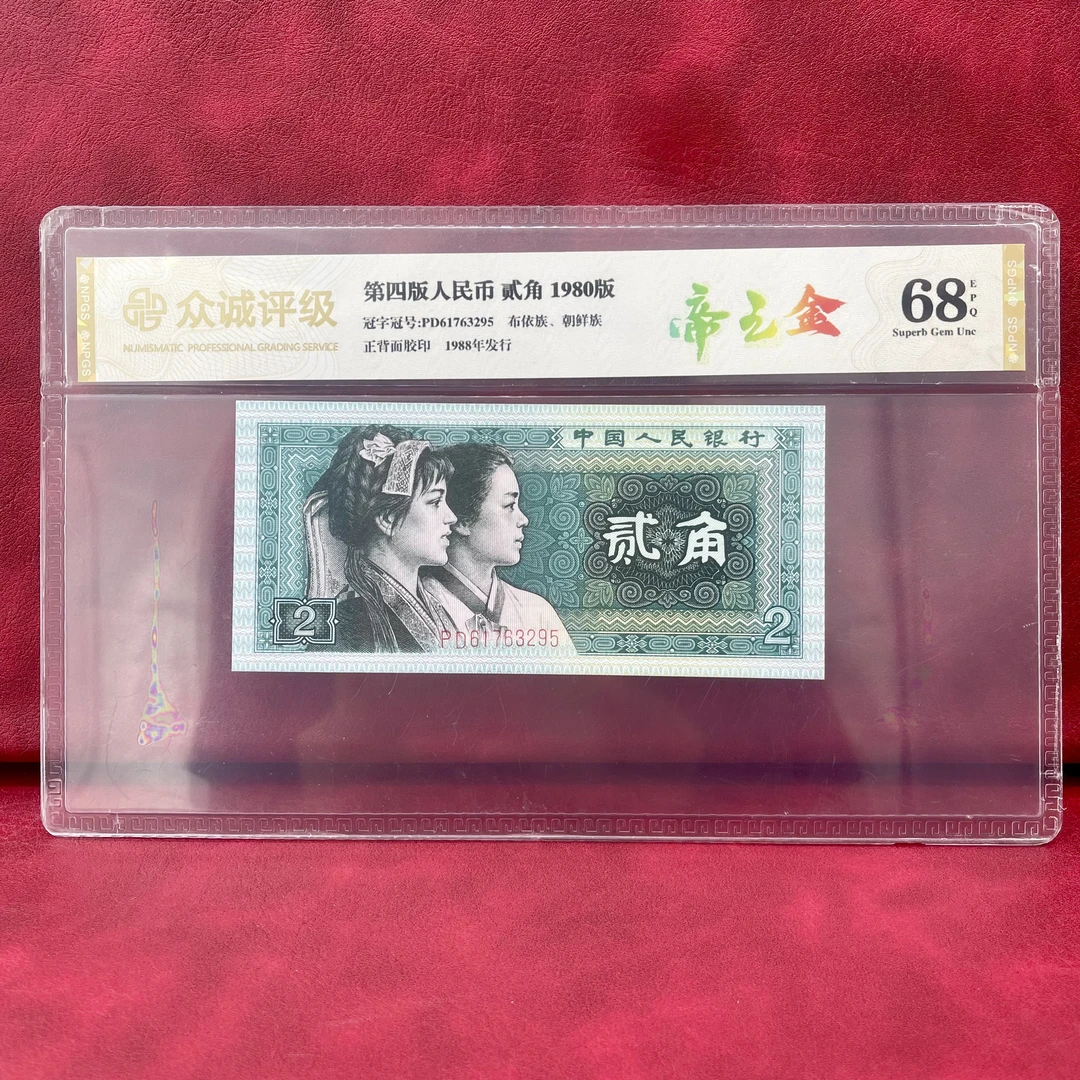 NPGS
NPGS
众诚评级
NUMISMATIC PROFESSIONAL GRADING SERVICE
第四版人民币 贰角 1980版
冠字冠号:PD61763295 布依族、朝鲜族
正背面胶印 1988年发行
帝王金
68 EPQ
Superb Gem Unc
NPGS
NPGS
中国人民银行
贰角
2
2
PD61763295